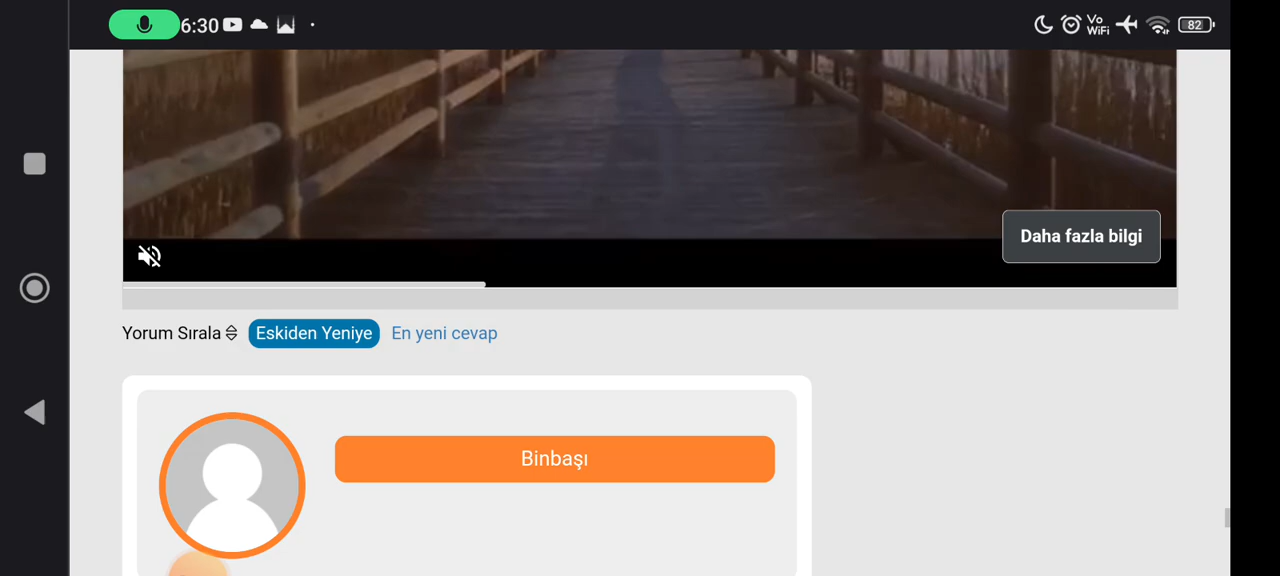 6:30
Vo
WiFi
82
Daha fazla bilgi
Yorum Sırala Eskiden Yeniye En yeni cevap
Binbaşı